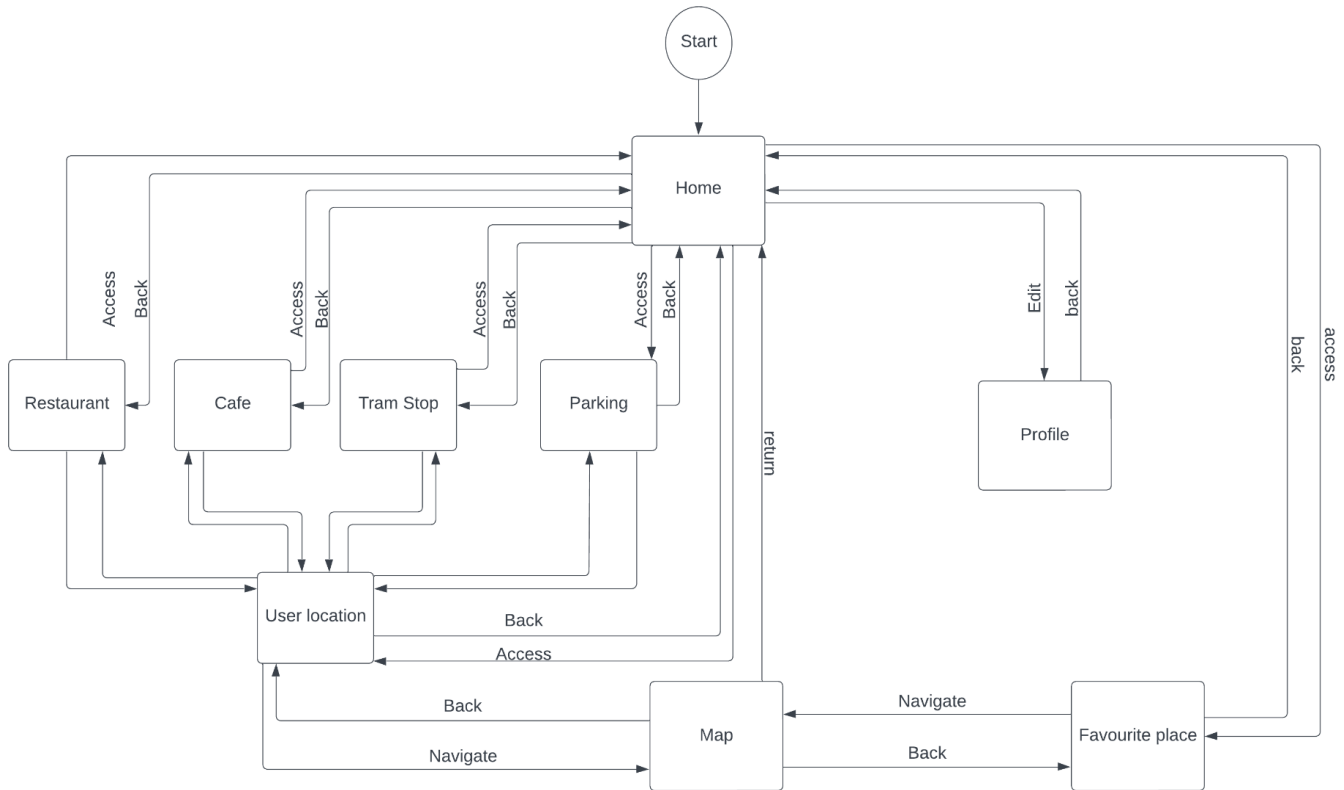 Start
Home
Access
Back
Access
Back
Access
Back
Access
Back
Edit
back
back
access
Restaurant
Cafe
Tram Stop
Parking
Profile
return
User location
Back
Access
Back
Navigate
Map
Navigate
Back
Favourite place